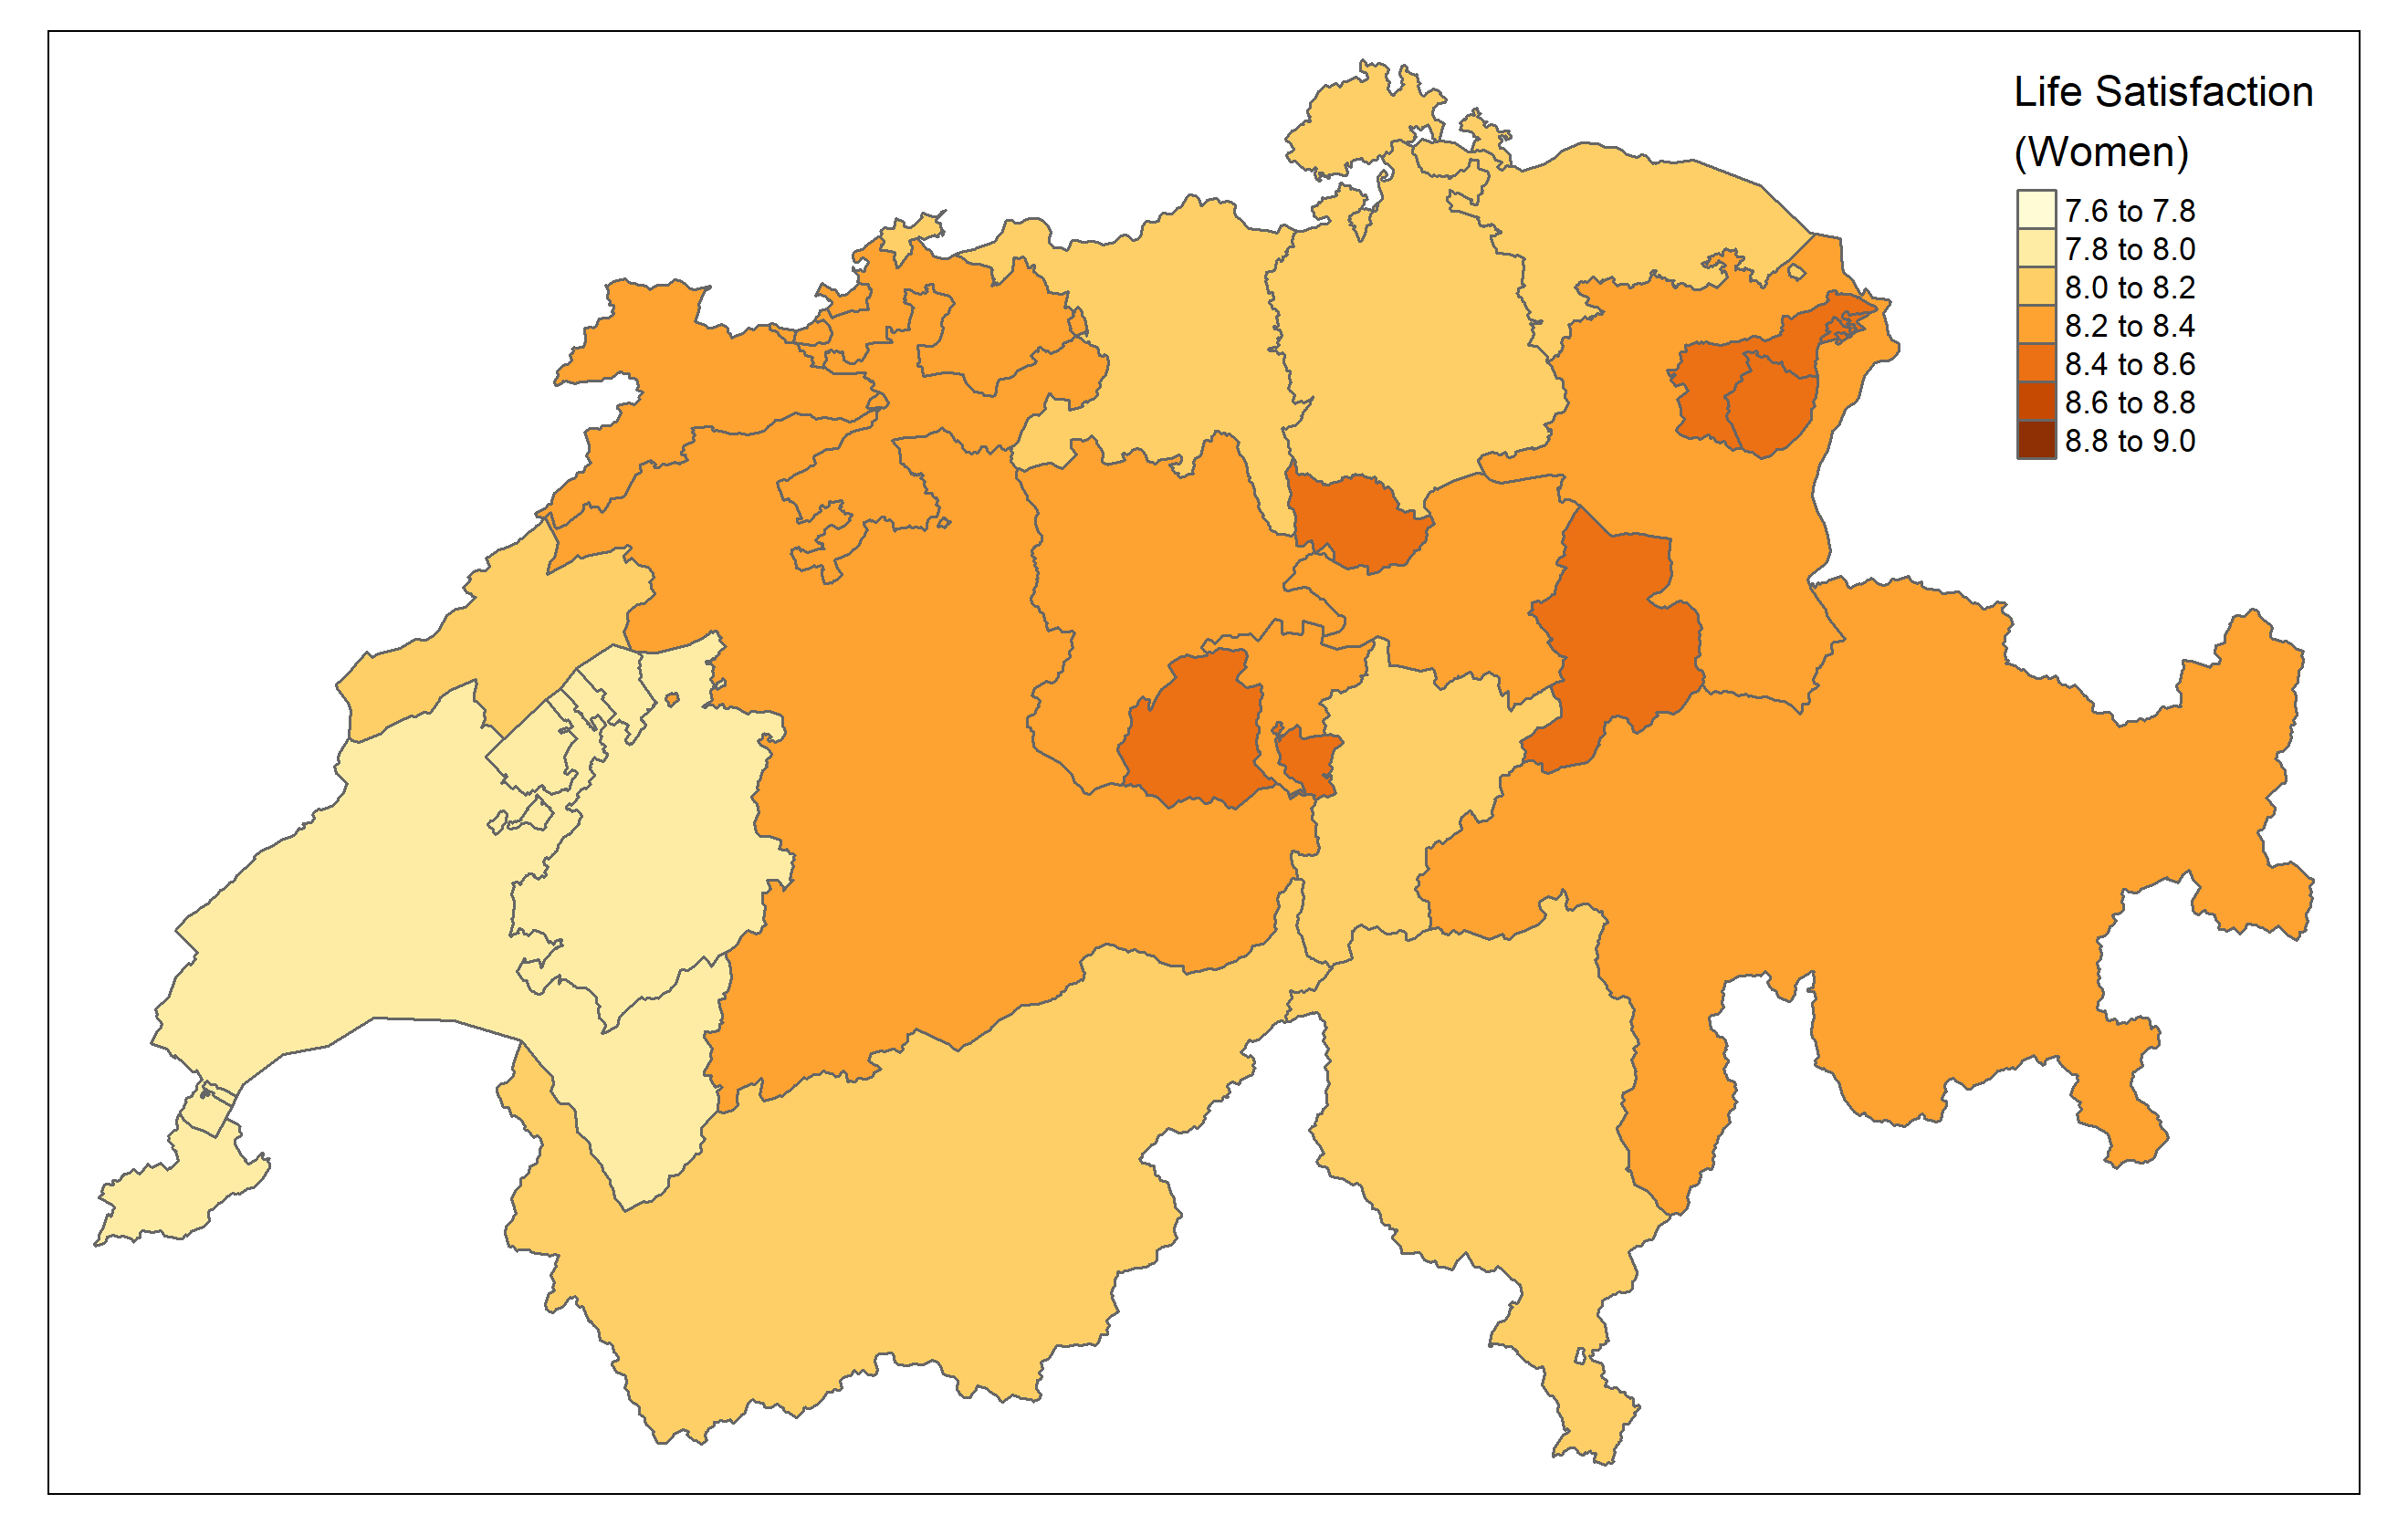 Life Satisfaction
(Women)
7.6 to 7.8
7.8 to 8.0
8.0 to 8.2
8.2 to 8.4
8.4 to 8.6
8.6 to 8.8
8.8 to 9.0